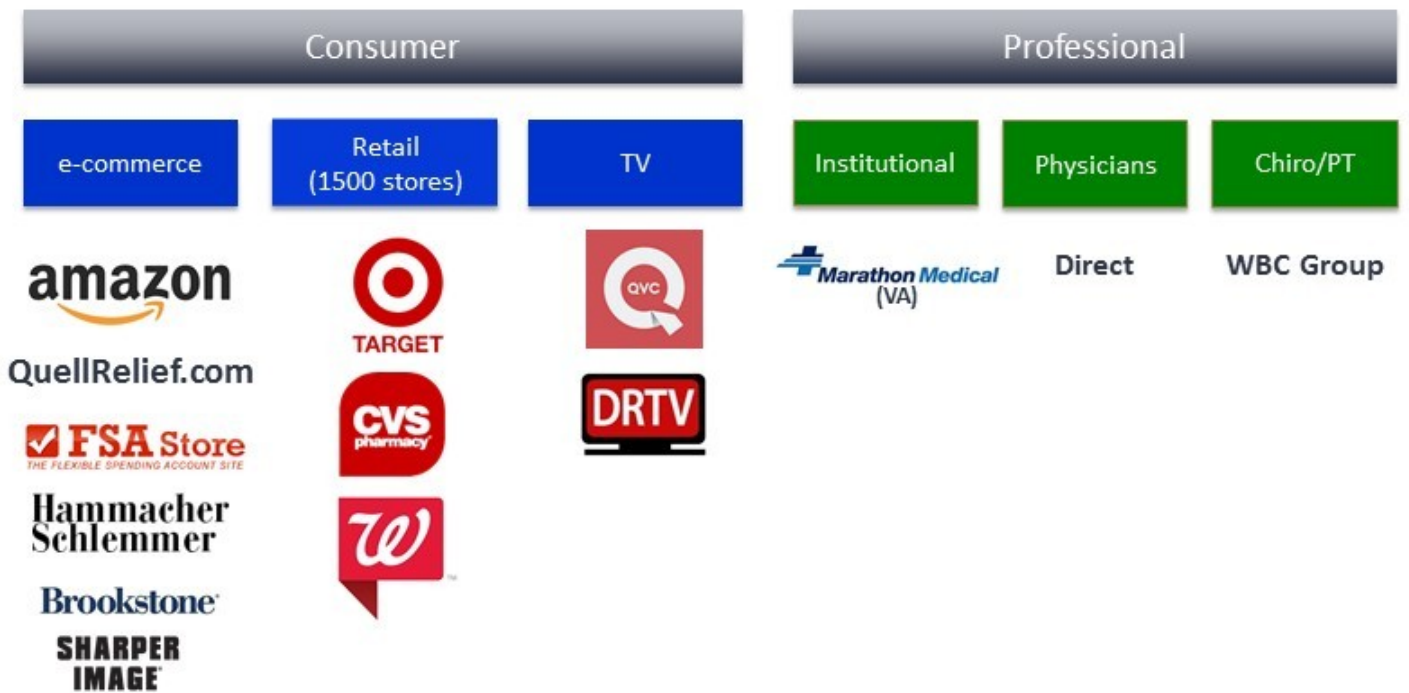 Consumer
Professional
e-commerce
Retail
(1500 stores)
TV
Institutional
Physicians
Chiro/PT
amazon
QuellRelief.com
FSA Store
THE FLEXIBLE SPENDING ACCOUNT SITE
Hammacher
Schlemmer
Brookstone®
SHARPER
IMAGE®
TARGET
CVS
pharmacy®
W
™
QVC
DRTV
Marathon Medical
(VA)
Direct
WBC Group